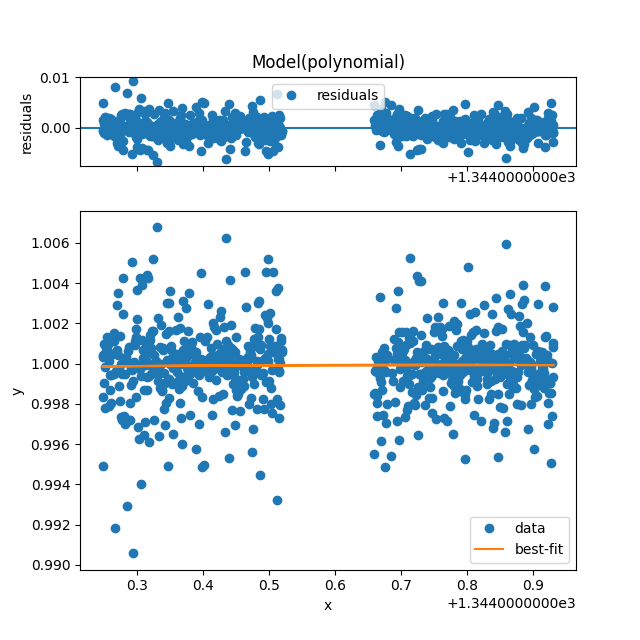 Model(polynomial)
0.01
0.00
residuals
residuals
+1.3440000000e3
1.006
1.004
1.002
1.000
0.998
0.996
0.994
0.992
0.990
y
data
best-fit
0.3 0.4 0.5 0.6 0.7 0.8 0.9
x
+1.3440000000e3